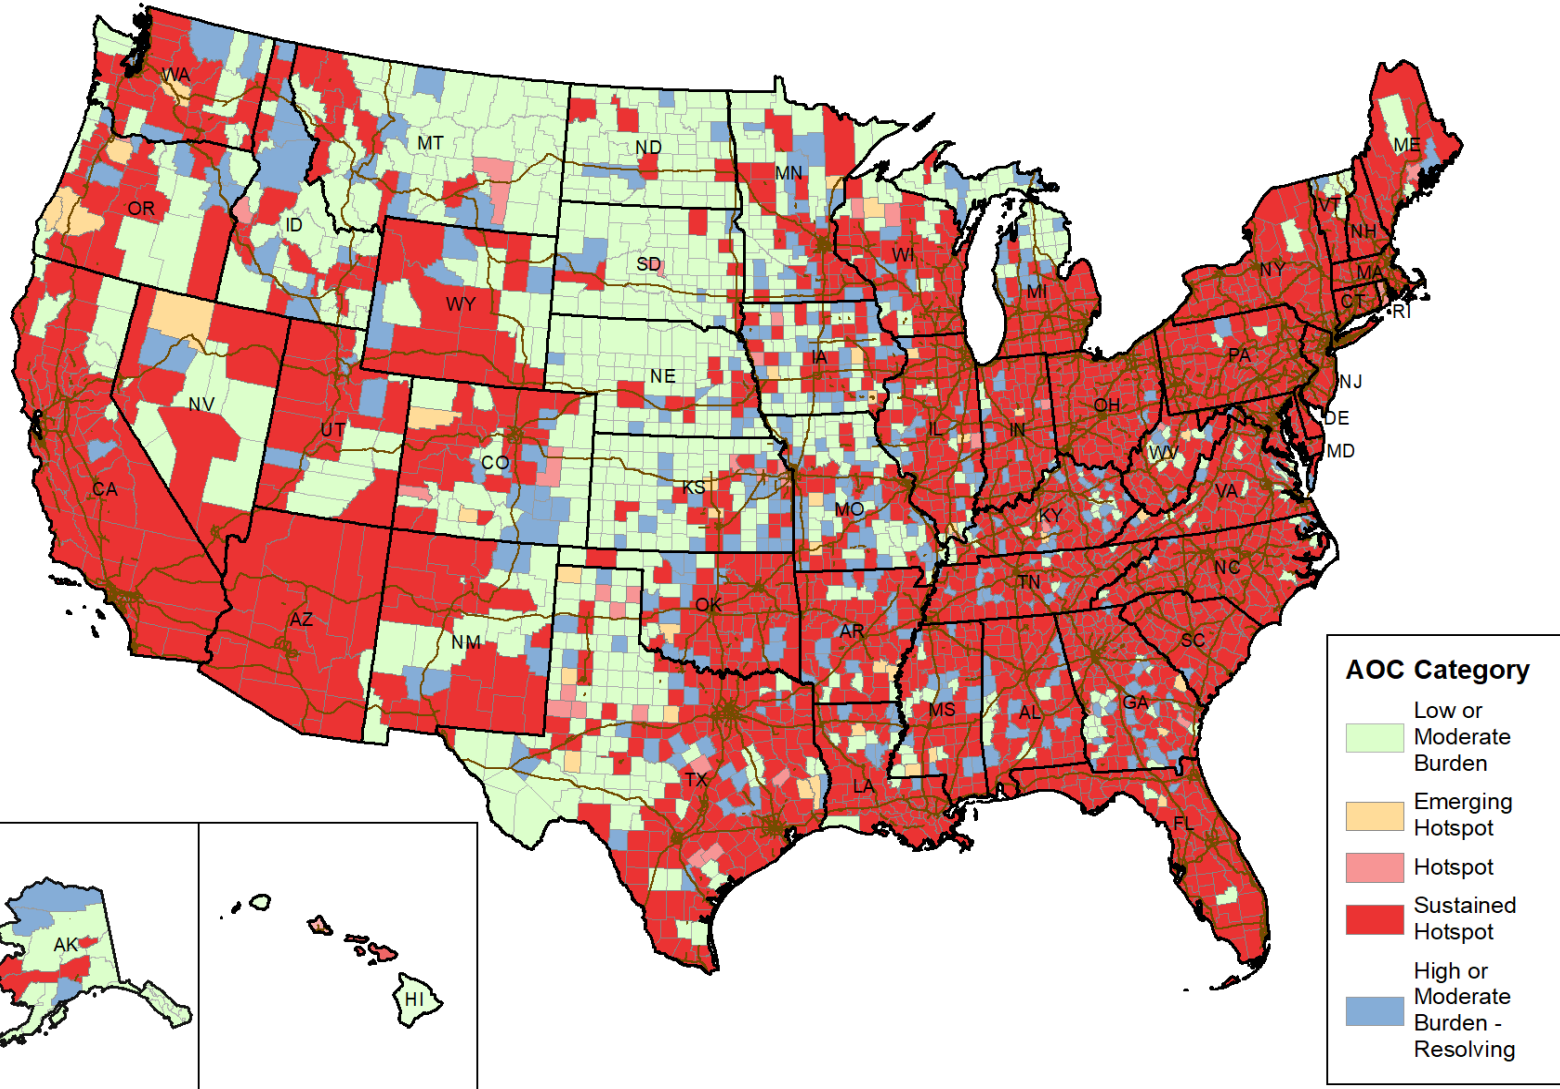 WA
MT
ND
MN
ME
OR
ID
SD
WI
VT
NH
WY
MI
NY
MA
CT
RI
IA
PA
NE
NJ
NV
UT
CO
IL
IN
OH
DE
MD
WV
CA
KS
MO
KY
VA
AZ
NM
OK
AR
TN
NC
SC
MS
AL
GA
TX
LA
FL
AK
HI
AOC Category
Low or
Moderate
Burden
Emerging
Hotspot
Hotspot
Sustained
Hotspot
High or
Moderate
Burden -
Resolving